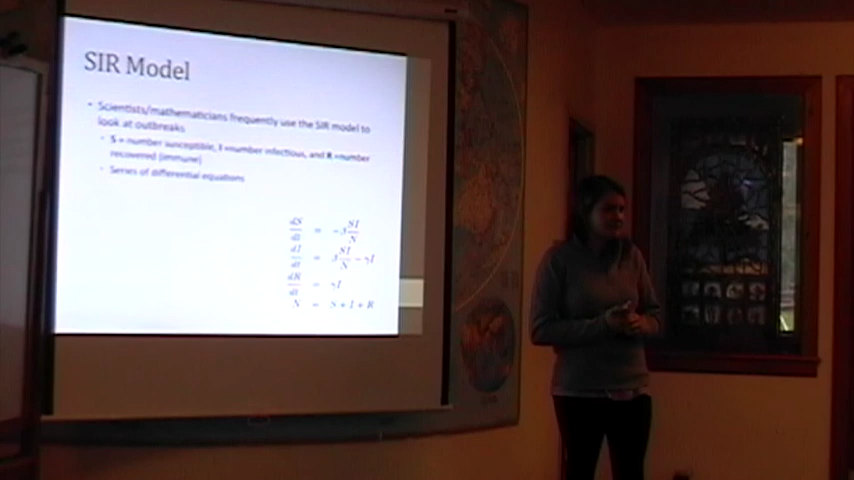 SIR Model
• Scientists/mathematicians frequently use the SIR model to
look at outbreaks
• S = number susceptible, I =number infectious, and R =number
recovered (immune)
• Series of differential equations
dS/dt = −β SI/N
dI/dt = β SI/N − γI
dR/dt = γI
N = S + I + R